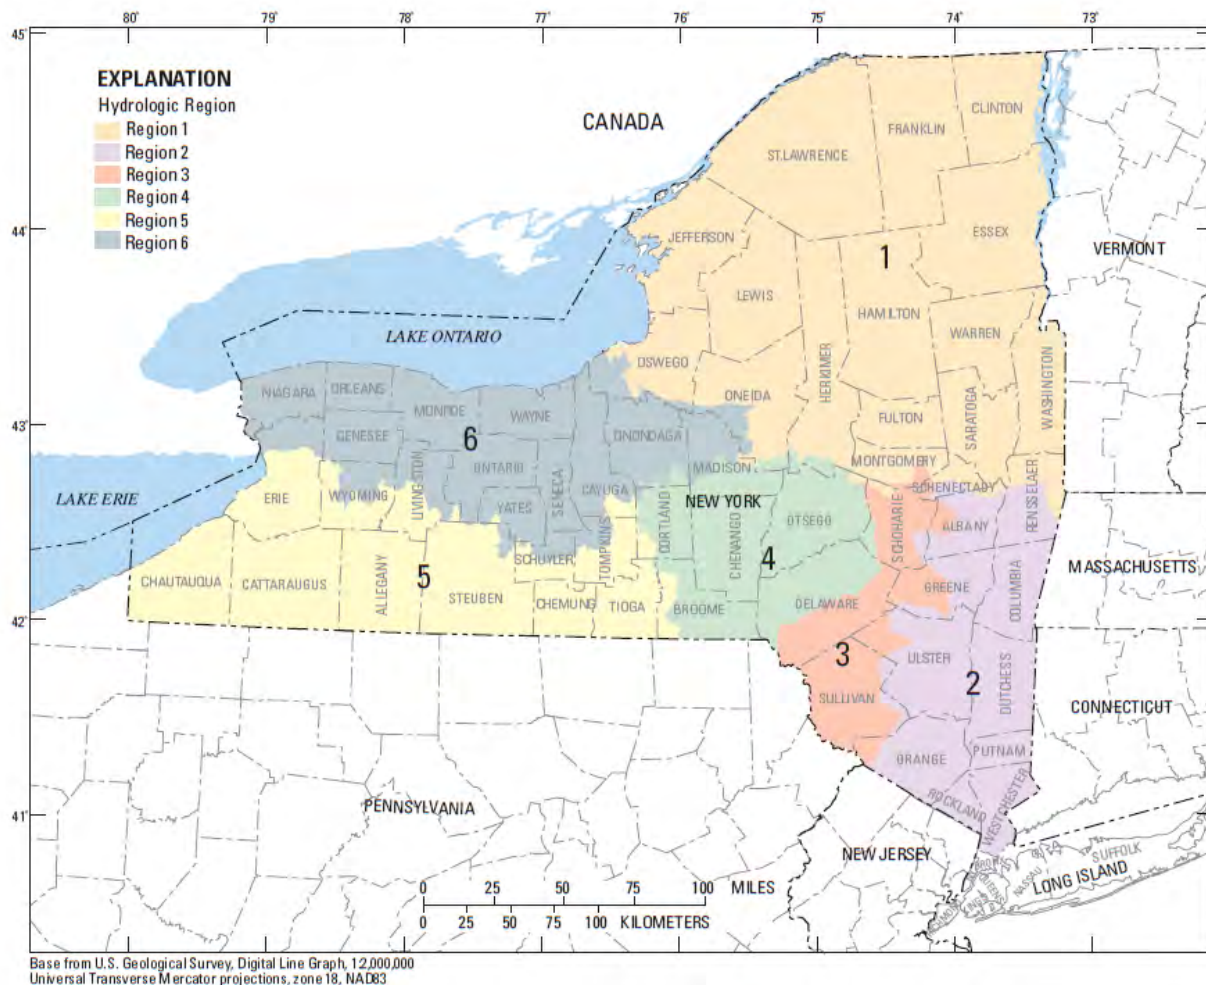 80° 79° 78° 77° 76° 75° 74° 73°
45°
EXPLANATION
Hydrologic Region
Region 1
Region 2
Region 3
Region 4
Region 5
Region 6
CANADA
CLINTON
FRANKLIN
ST.LAWRENCE
44°
JEFFERSON
ESSEX
VERMONT
1
LEWIS
HAMILTON
LAKE ONTARIO
WARREN
OSWEGO
HERKIMER
WASHINGTON
NIAGARA
ORLEANS
ONEIDA
43°
MONROE
WAYNE
FULTON
SARATOGA
GENESEE
6
ONONDAGA
MONTGOMERY
LAKE ERIE
ERIE
WYOMING
LIVINGSTON
ONTARIO
SENECA
CAYUGA
MADISON
SCHENECTADY
RENSSELAER
YATES
NEW YORK
CORTLAND
CHENANGO
OTSEGO
SCHOHARIE
ALBANY
SCHUYLER
TOMPKINS
4
MASSACHUSETTS
CHAUTAUQUA
CATTARAUGUS
ALLEGANY
5
STEUBEN
CHEMUNG
TIOGA
BROOME
DELAWARE
GREENE
COLUMBIA
42°
3
ULSTER
2
DUTCHESS
SULLIVAN
CONNECTICUT
ORANGE
PUTNAM
ROCKLAND
WESTCHESTER
41°
PENNSYLVANIA
NEW JERSEY
NASSAU
SUFFOLK
LONG ISLAND
QUEENS
KINGS
0 25 50 75 100 MILES
0 25 50 75 100 KILOMETERS
Base from U.S. Geological Survey, Digital Line Graph, 1:2,000,000
Universal Transverse Mercator projections, zone 18, NAD83